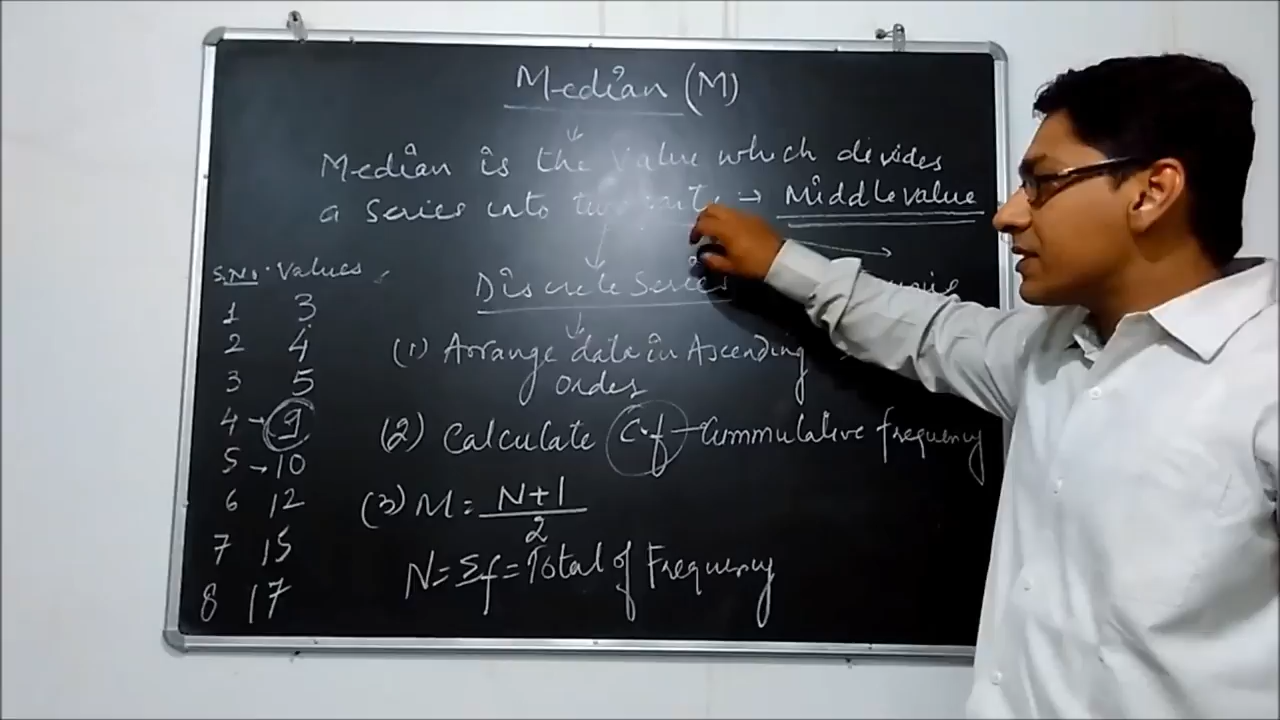 Median (M)
Median is the value which divides
a Series into two parts → Middle value
Discrete Series
S.No. Values
1 3
2 4
3 5
4 → 9
5 → 10
6 12
7 15
8 17
(1) Arrange data in Ascending
order
(2) Calculate C.f - Cummulative frequency
(3) M = N+1/2
N = Σf = Total of Frequency